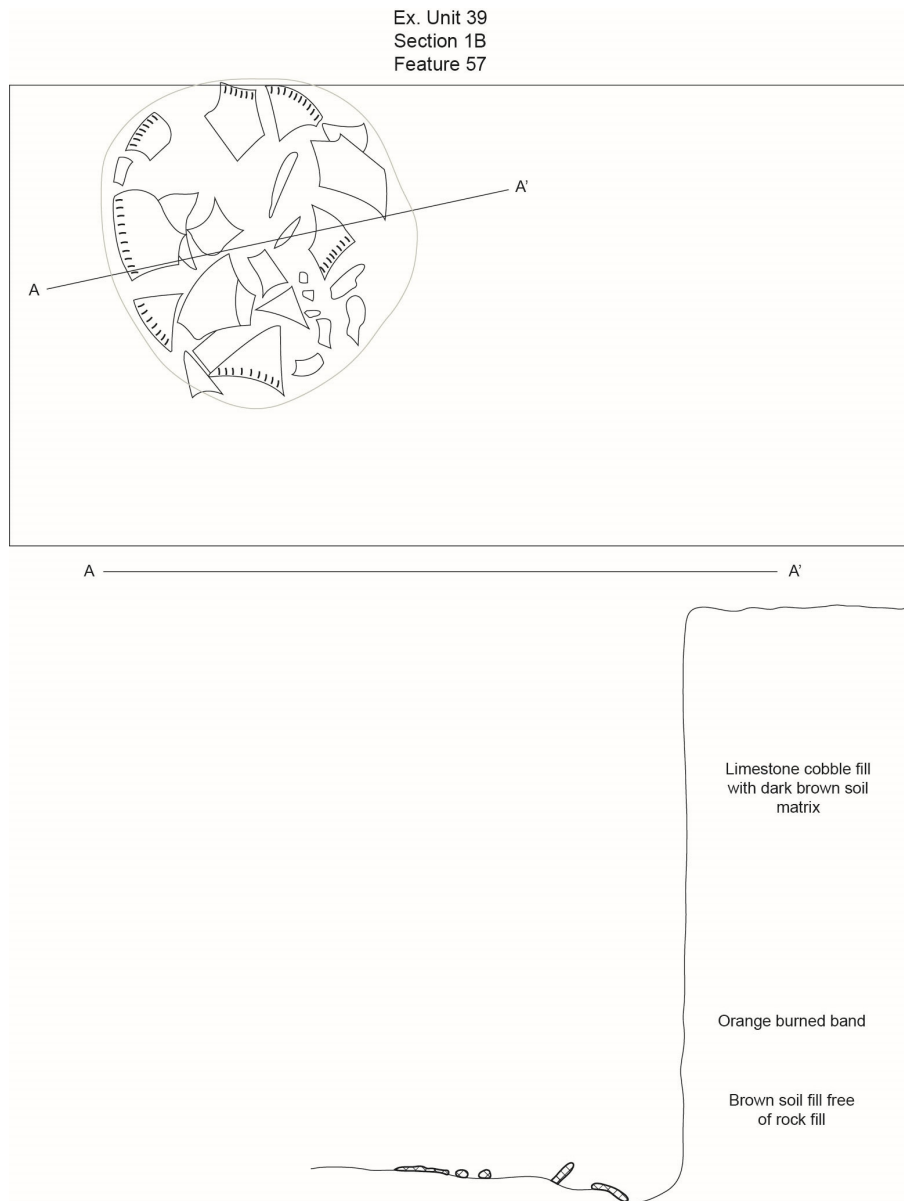 Ex. Unit 39
Section 1B
Feature 57
A'
A
A
A'
Limestone cobble fill
with dark brown soil
matrix
Orange burned band
Brown soil fill free
of rock fill